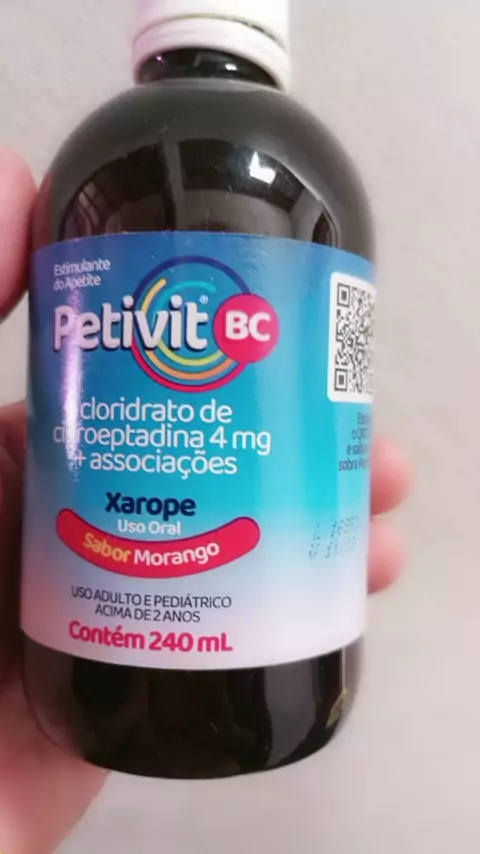 Estimulante
do Apetite
Petivit® BC
cloridrato de
ciproeptadina 4 mg
+ associações
Xarope
Uso Oral
Sabor Morango
USO ADULTO E PEDIÁTRICO
ACIMA DE 2 ANOS
Contém 240 mL